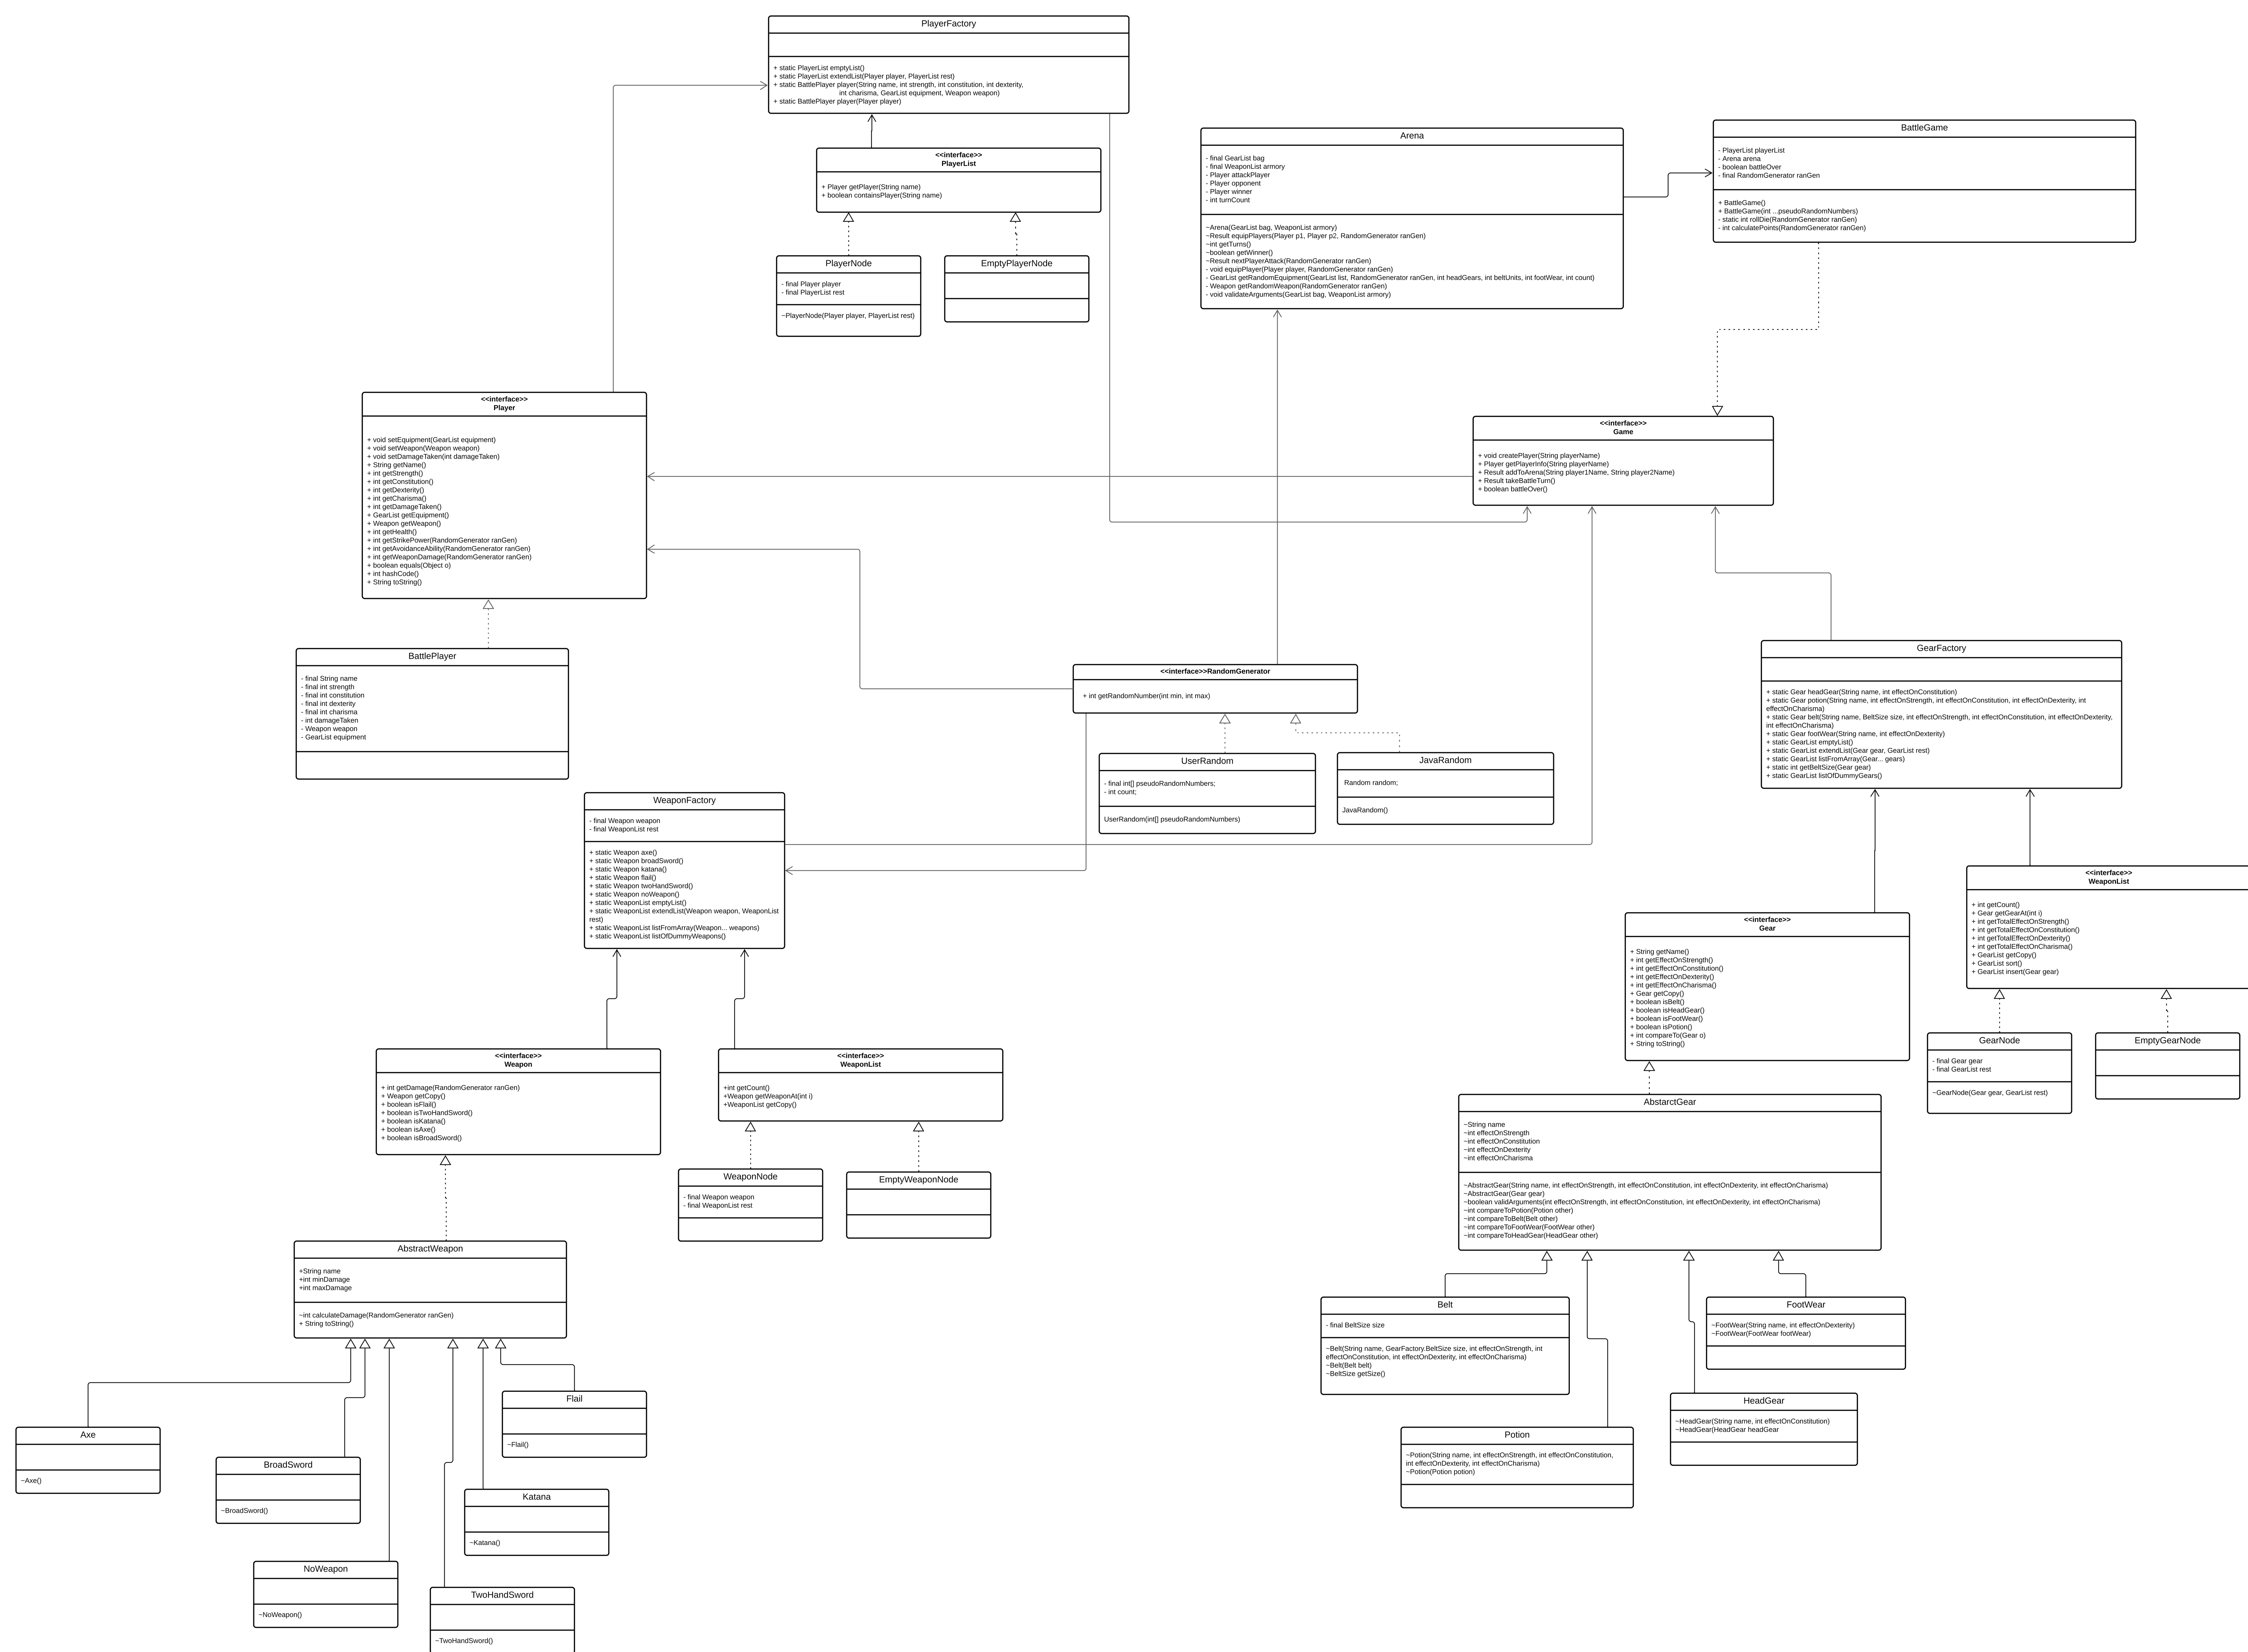 PlayerFactory
+ static PlayerList emptyList()
+ static PlayerList extendList(Player player, PlayerList rest)
+ static BattlePlayer player(String name, int strength, int constitution, int dexterity,
int charisma, GearList equipment, Weapon weapon)
+ static BattlePlayer player(Player player)
<<interface>>
PlayerList
+ Player getPlayer(String name)
+ boolean containsPlayer(String name)
PlayerNode
- final Player player
- final PlayerList rest
~PlayerNode(Player player, PlayerList rest)
EmptyPlayerNode
Arena
- final GearList bag
- final WeaponList armory
- Player attackPlayer
- Player opponent
- Player winner
- int turnCount
~Arena(GearList bag, WeaponList armory)
~Result equipPlayers(Player p1, Player p2, RandomGenerator ranGen)
~int getTurns()
~boolean getWinner()
~Result nextPlayerAttack(RandomGenerator ranGen)
- void equipPlayer(Player player, RandomGenerator ranGen)
- GearList getRandomEquipment(GearList list, RandomGenerator ranGen, int headGears, int beltUnits, int footWear, int count)
- Weapon getRandomWeapon(RandomGenerator ranGen)
- void validateArguments(GearList bag, WeaponList armory)
BattleGame
- PlayerList playerList
- Arena arena
- boolean battleOver
- final RandomGenerator ranGen
+ BattleGame()
+ BattleGame(int ...pseudoRandomNumbers)
- static int rollDie(RandomGenerator ranGen)
- int calculatePoints(RandomGenerator ranGen)
<<interface>>
Player
+ void setEquipment(GearList equipment)
+ void setWeapon(Weapon weapon)
+ void setDamageTaken(int damageTaken)
+ String getName()
+ int getStrength()
+ int getConstitution()
+ int getDexterity()
+ int getCharisma()
+ int getDamageTaken()
+ GearList getEquipment()
+ Weapon getWeapon()
+ int getHealth()
+ int getStrikePower(RandomGenerator ranGen)
+ int getAvoidanceAbility(RandomGenerator ranGen)
+ int getWeaponDamage(RandomGenerator ranGen)
+ boolean equals(Object o)
+ int hashCode()
+ String toString()
<<interface>>
Game
+ void createPlayer(String playerName)
+ Player getPlayerInfo(String playerName)
+ Result addToArena(String player1Name, String player2Name)
+ Result takeBattleTurn()
+ boolean battleOver()
BattlePlayer
- final String name
- final int strength
- final int constitution
- final int dexterity
- final int charisma
- int damageTaken
- Weapon weapon
- GearList equipment
<<interface>>RandomGenerator
+ int getRandomNumber(int min, int max)
UserRandom
- final int[] pseudoRandomNumbers;
- int count;
UserRandom(int[] pseudoRandomNumbers)
JavaRandom
Random random;
JavaRandom()
GearFactory
+ static Gear headGear(String name, int effectOnConstitution)
+ static Gear potion(String name, int effectOnStrength, int effectOnConstitution, int effectOnDexterity, int
effectOnCharisma)
+ static Gear belt(String name, BeltSize size, int effectOnStrength, int effectOnConstitution, int effectOnDexterity,
int effectOnCharisma)
+ static Gear footWear(String name, int effectOnDexterity)
+ static GearList emptyList()
+ static GearList extendList(Gear gear, GearList rest)
+ static GearList listFromArray(Gear... gears)
+ static int getBeltSize(Gear gear)
+ static GearList listOfDummyGears()
WeaponFactory
- final Weapon weapon
- final WeaponList rest
+ static Weapon axe()
+ static Weapon broadSword()
+ static Weapon katana()
+ static Weapon flail()
+ static Weapon twoHandSword()
+ static Weapon noWeapon()
+ static WeaponList emptyList()
+ static WeaponList extendList(Weapon weapon, WeaponList
rest)
+ static WeaponList listFromArray(Weapon... weapons)
+ static WeaponList listOfDummyWeapons()
<<interface>>
WeaponList
+ int getCount()
+ Gear getGearAt(int i)
+ int getTotalEffectOnStrength()
+ int getTotalEffectOnConstitution()
+ int getTotalEffectOnDexterity()
+ int getTotalEffectOnCharisma()
+ GearList getCopy()
+ GearList sort()
+ GearList insert(Gear gear)
<<interface>>
Gear
+ String getName()
+ int getEffectOnStrength()
+ int getEffectOnConstitution()
+ int getEffectOnDexterity()
+ int getEffectOnCharisma()
+ Gear getCopy()
+ boolean isBelt()
+ boolean isHeadGear()
+ boolean isFootWear()
+ boolean isPotion()
+ int compareTo(Gear o)
+ String toString()
GearNode
- final Gear gear
- final GearList rest
~GearNode(Gear gear, GearList rest)
EmptyGearNode
<<interface>>
Weapon
+ int getDamage(RandomGenerator ranGen)
+ Weapon getCopy()
+ boolean isFlail()
+ boolean isTwoHandSword()
+ boolean isKatana()
+ boolean isAxe()
+ boolean isBroadSword()
<<interface>>
WeaponList
+int getCount()
+Weapon getWeaponAt(int i)
+WeaponList getCopy()
WeaponNode
- final Weapon weapon
- final WeaponList rest
EmptyWeaponNode
AbstarctGear
~String name
~int effectOnStrength
~int effectOnConstitution
~int effectOnDexterity
~int effectOnCharisma
~AbstractGear(String name, int effectOnStrength, int effectOnConstitution, int effectOnDexterity, int effectOnCharisma)
~AbstractGear(Gear gear)
~boolean validArguments(int effectOnStrength, int effectOnConstitution, int effectOnDexterity, int effectOnCharisma)
~int compareToPotion(Potion other)
~int compareToBelt(Belt other)
~int compareToFootWear(FootWear other)
~int compareToHeadGear(HeadGear other)
AbstractWeapon
+String name
+int minDamage
+int maxDamage
~int calculateDamage(RandomGenerator ranGen)
+ String toString()
Belt
- final BeltSize size
~Belt(String name, GearFactory.BeltSize size, int effectOnStrength, int
effectOnConstitution, int effectOnDexterity, int effectOnCharisma)
~Belt(Belt belt)
~BeltSize getSize()
FootWear
~FootWear(String name, int effectOnDexterity)
~FootWear(FootWear footWear)
HeadGear
~HeadGear(String name, int effectOnConstitution)
~HeadGear(HeadGear headGear
Potion
~Potion(String name, int effectOnStrength, int effectOnConstitution,
int effectOnDexterity, int effectOnCharisma)
~Potion(Potion potion)
Flail
~Flail()
Axe
~Axe()
BroadSword
~BroadSword()
Katana
~Katana()
NoWeapon
~NoWeapon()
TwoHandSword
~TwoHandSword()